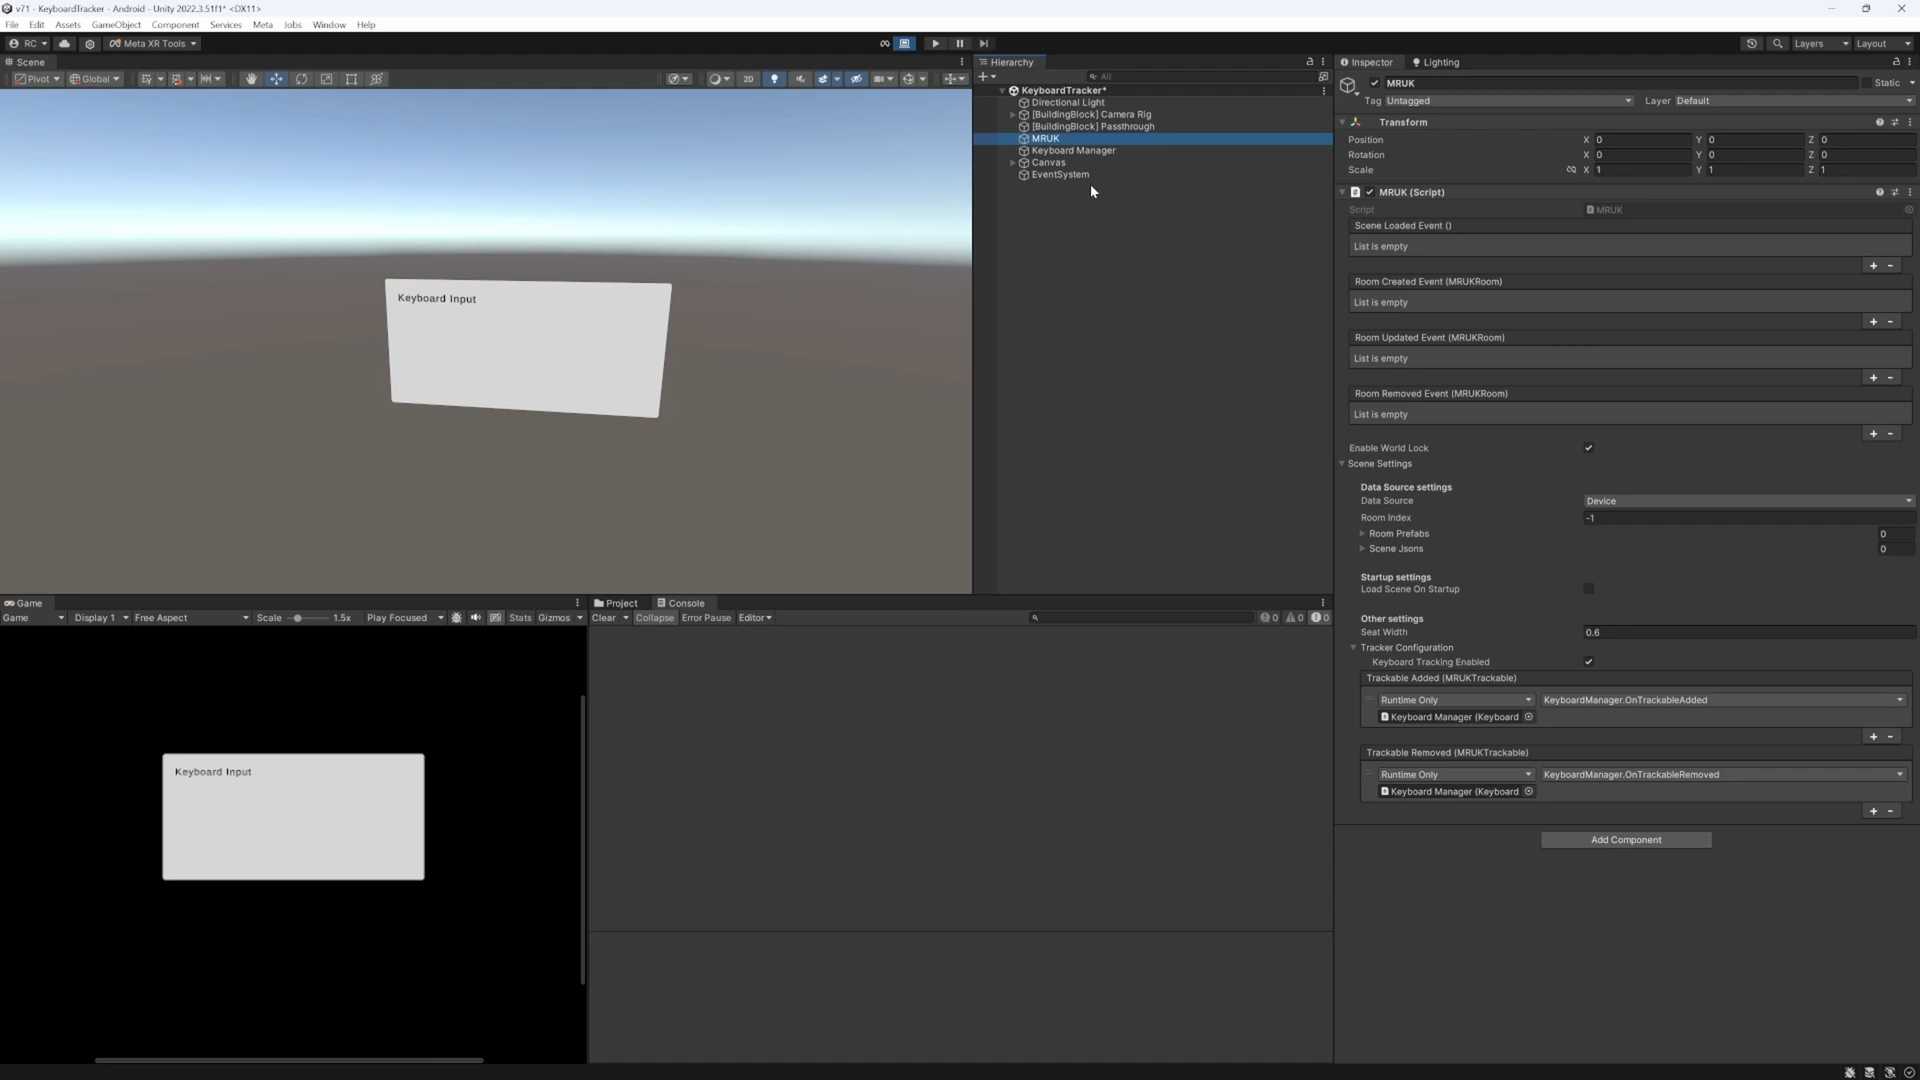 v71 - KeyboardTracker - Android - Unity 2022.3.51f1* <DX11>
File Edit Assets GameObject Component Services Meta Jobs Window Help
RC Meta XR Tools Layers Layout
Scene
Pivot Global 2D
Keyboard Input
Hierarchy
All
KeyboardTracker*
Directional Light
[BuildingBlock] Camera Rig
[BuildingBlock] Passthrough
MRUK
Keyboard Manager
Canvas
EventSystem
Inspector Lighting
MRUK Static
Tag Untagged Layer Default
Transform
Position X 0 Y 0 Z 0
Rotation X 0 Y 0 Z 0
Scale X 1 Y 1 Z 1
MRUK (Script)
Script MRUK
Scene Loaded Event ()
List is empty
+ -
Room Created Event (MRUKRoom)
List is empty
+ -
Room Updated Event (MRUKRoom)
List is empty
+ -
Room Removed Event (MRUKRoom)
List is empty
+ -
Enable World Lock
Scene Settings
Data Source settings
Data Source Device
Room Index -1
Room Prefabs 0
Scene Jsons 0
Startup settings
Load Scene On Startup
Other settings
Seat Width 0.6
Tracker Configuration
Keyboard Tracking Enabled
Trackable Added (MRUKTrackable)
Runtime Only KeyboardManager.OnTrackableAdded
Keyboard Manager (Keyboard
+ -
Trackable Removed (MRUKTrackable)
Runtime Only KeyboardManager.OnTrackableRemoved
Keyboard Manager (Keyboard
+ -
Add Component
Game
Game Display 1 Free Aspect Scale 1.5x Play Focused Stats Gizmos
Keyboard Input
Project Console
Clear Collapse Error Pause Editor 0 0 0